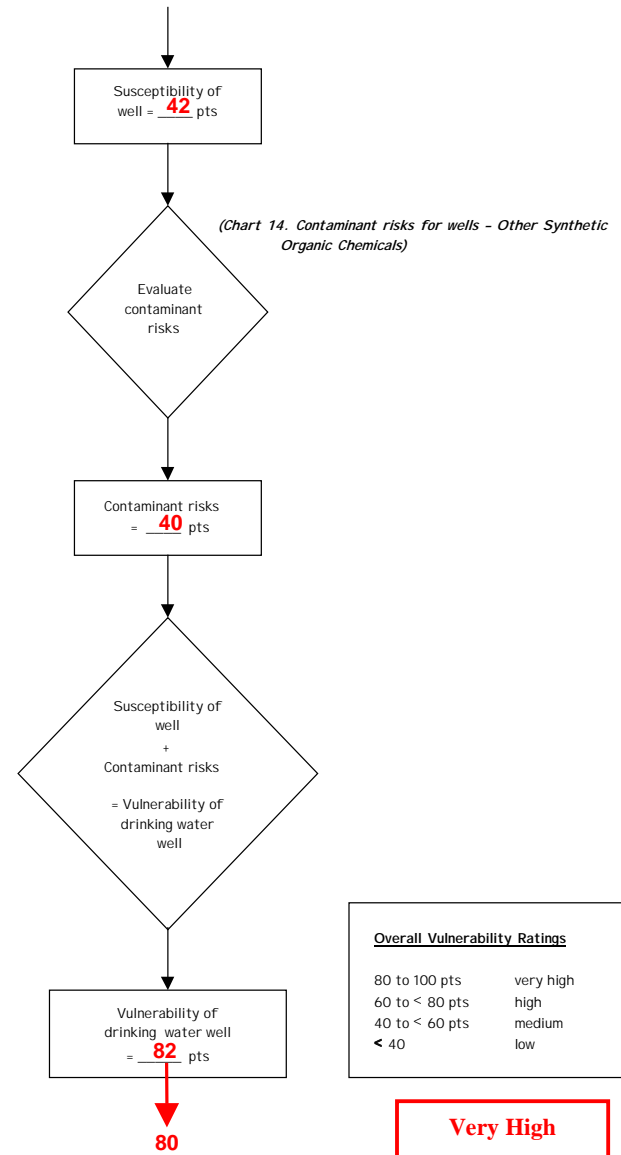 Susceptibility of
well = 42 pts
(Chart 14. Contaminant risks for wells – Other Synthetic
Organic Chemicals)
Evaluate
contaminant
risks
Contaminant risks
= 40 pts
Susceptibility of
well
+
Contaminant risks
= Vulnerability of
drinking water
well
Overall Vulnerability Ratings
80 to 100 pts very high
60 to < 80 pts high
40 to < 60 pts medium
< 40 low
Vulnerability of
drinking water well
= 82 pts
80
Very High